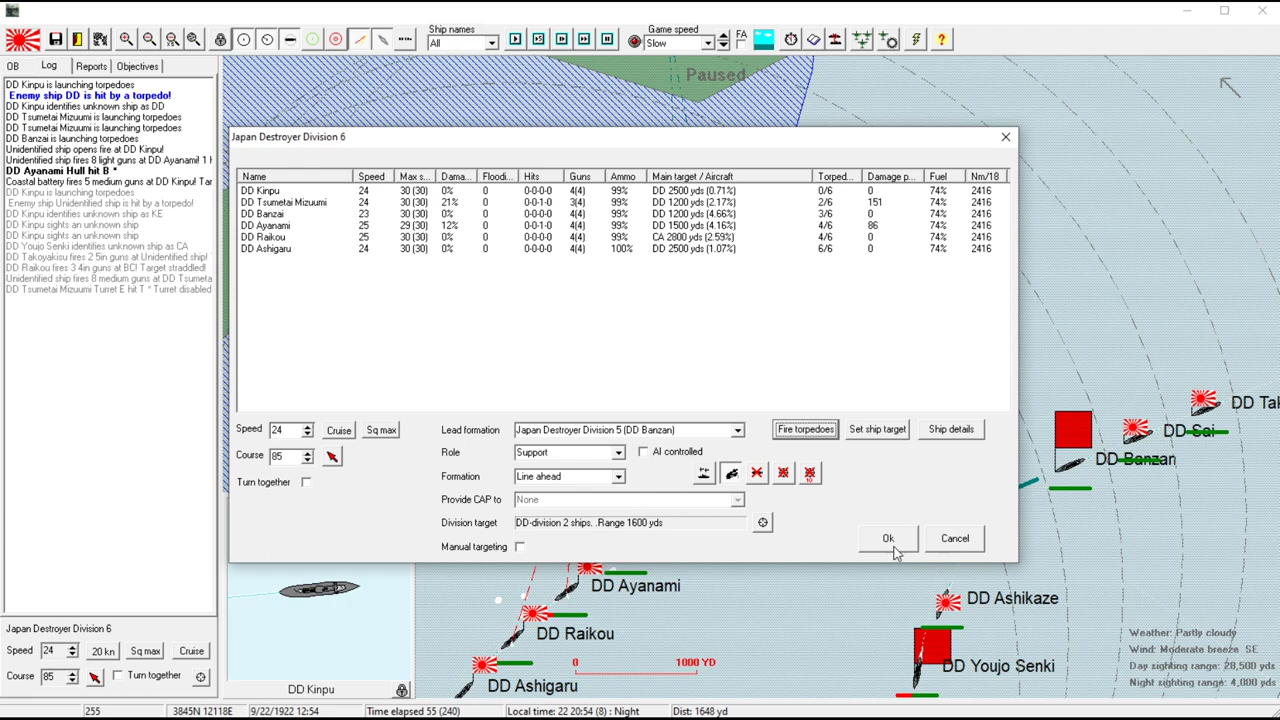 Ship names
All
Game speed
Slow
FA
OB
Log
Reports
Objectives
Paused
DD Kinpu is launching torpedoes
Enemy ship DD is hit by a torpedo!
DD Kinpu identifies unknown ship as DD
DD Tsumetai Mizuumi is launching torpedoes
DD Tsumetai Mizuumi is launching torpedoes
DD Banzai is launching torpedoes
Unidentified ship opens fire at DD Kinpu!
Unidentified ship fires 8 light guns at DD Ayanami! 1 h
DD Ayanami Hull hit B *
Coastal battery fires 5 medium guns at DD Kinpu! Tar
DD Kinpu is launching torpedoes
Enemy ship Unidentified ship is hit by a torpedo!
DD Kinpu identifies unknown ship as KE
DD Kinpu sights an unknown ship
DD Kinpu sights an unknown ship
DD Youjo Senki identifies unknown ship as CA
DD Takoyakisu fires 2 5in guns at Unidentified ship!
DD Raikou fires 3 4in guns at BC! Target straddled!
Unidentified ship fires 8 medium guns at DD Tsumeta
DD Tsumetai Mizuumi Turret E hit T * Turret disabled
Japan Destroyer Division 6
Name Speed Max s... Dama... Floodi... Hits Guns Ammo Main target / Aircraft Torped... Damage p... Fuel Nm/18
DD Kinpu 24 30 (30) 0% 0 0-0-0-0 4(4) 99% DD 2500 yds (0.71%) 0/6 0 74% 2416
DD Tsumetai Mizuumi 24 30 (30) 21% 0 0-0-1-0 3(4) 99% DD 1200 yds (2.17%) 2/6 151 74% 2416
DD Banzai 23 30 (30) 0% 0 0-0-0-0 4(4) 99% DD 1200 yds (4.66%) 3/6 0 74% 2416
DD Ayanami 25 29 (30) 12% 0 0-0-1-0 4(4) 99% DD 1500 yds (4.16%) 4/6 86 74% 2416
DD Raikou 25 30 (30) 0% 0 0-0-0-0 4(4) 99% CA 2800 yds (2.59%) 4/6 0 74% 2416
DD Ashigaru 24 30 (30) 0% 0 0-0-0-0 4(4) 100% DD 2500 yds (1.07%) 6/6 0 74% 2416
Speed 24 Cruise Sq max
Course 85
Turn together
Lead formation Japan Destroyer Division 5 (DD Banzan)
Fire torpedoes Set ship target Ship details
Role Support AI controlled
Formation Line ahead
10
Provide CAP to None
Division target DD-division 2 ships. .Range 1600 yds
Manual targeting
Ok Cancel
DD Tak
DD Sai
DD Banzan
DD Ayanami
DD Raikou
DD Ashigaru
DD Ashikaze
DD Youjo Senki
0 1000 YD
Weather: Partly cloudy
Wind: Moderate breeze SE
Day sighting range: 28,500 yds
Night sighting range: 4,000 yds
Japan Destroyer Division 6
Speed 24 20 kn Sq max Cruise
Course 85 Turn together
DD Kinpu
255 3845N 12118E 9/22/1922 12:54 Time elapsed 55 (240) Local time: 22 20:54 (8) : Night Dist: 1648 yd